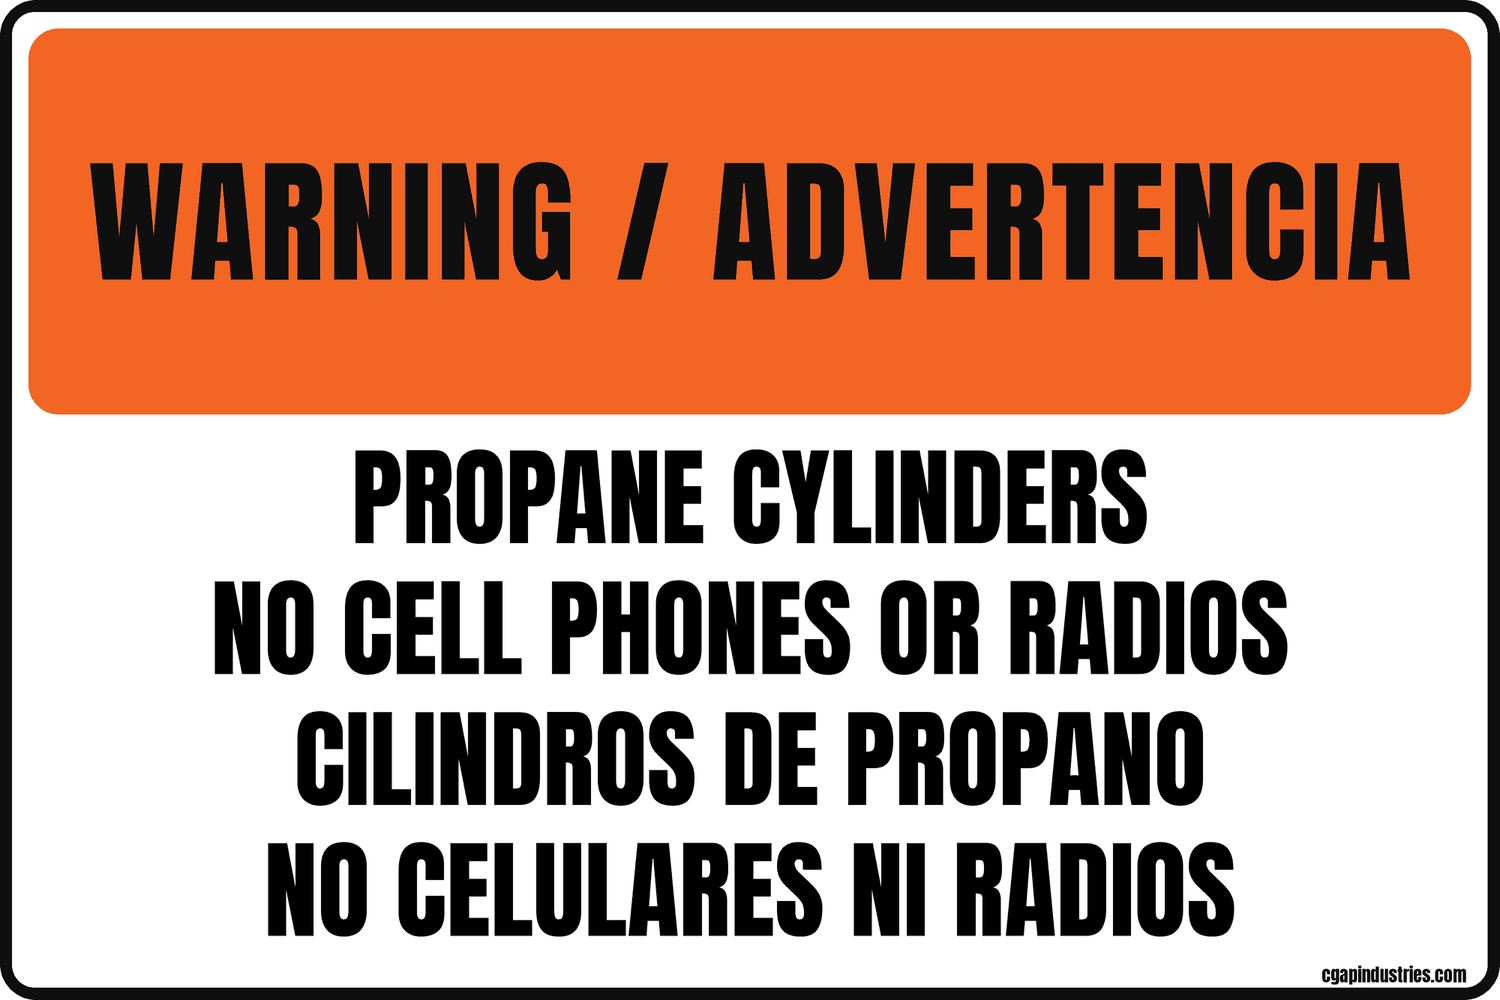 WARNING / ADVERTENCIA
PROPANE CYLINDERS
NO CELL PHONES OR RADIOS
CILINDROS DE PROPANO
NO CELULARES NI RADIOS
cgapindustries.com